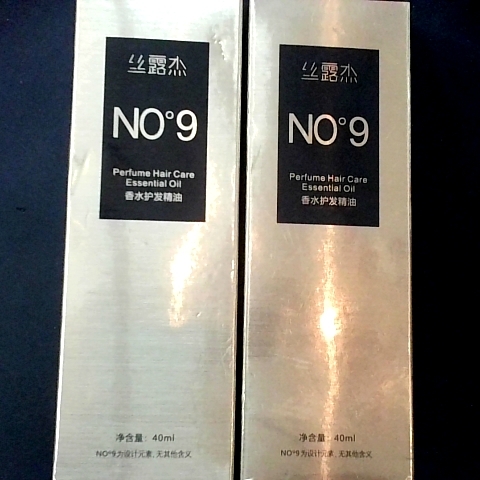 丝露杰
NO°9
Perfume Hair Care
Essential Oil
香水护发精油
净含量: 40ml
NO°9为设计元素, 无其他含义
丝露杰
NO°9
Perfume Hair Care
Essential Oil
香水护发精油
净含量: 40ml
NO°9为设计元素, 无其他含义